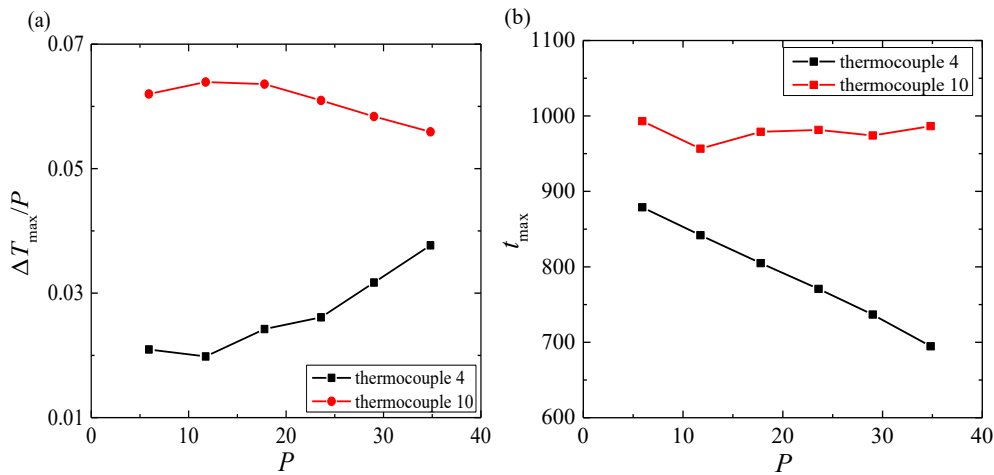 (a)
0.07
0.05
0.03
0.01
ΔT_max/P
thermocouple 4
thermocouple 10
0 10 20 30 40
P
(b)
1100
1000
900
800
700
600
t_max
thermocouple 4
thermocouple 10
0 10 20 30 40
P